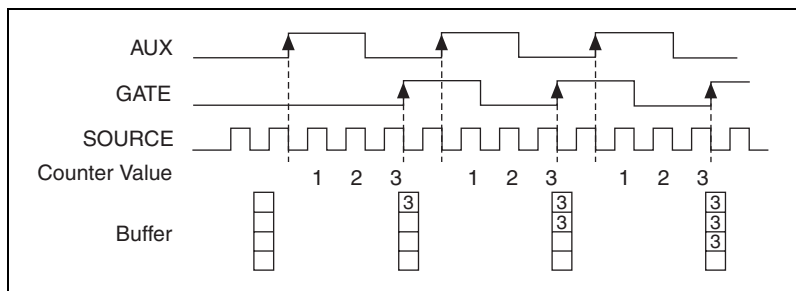 AUX
GATE
SOURCE
Counter Value 1 2 3 1 2 3 1 2 3
Buffer
3 3 3
3 3
3